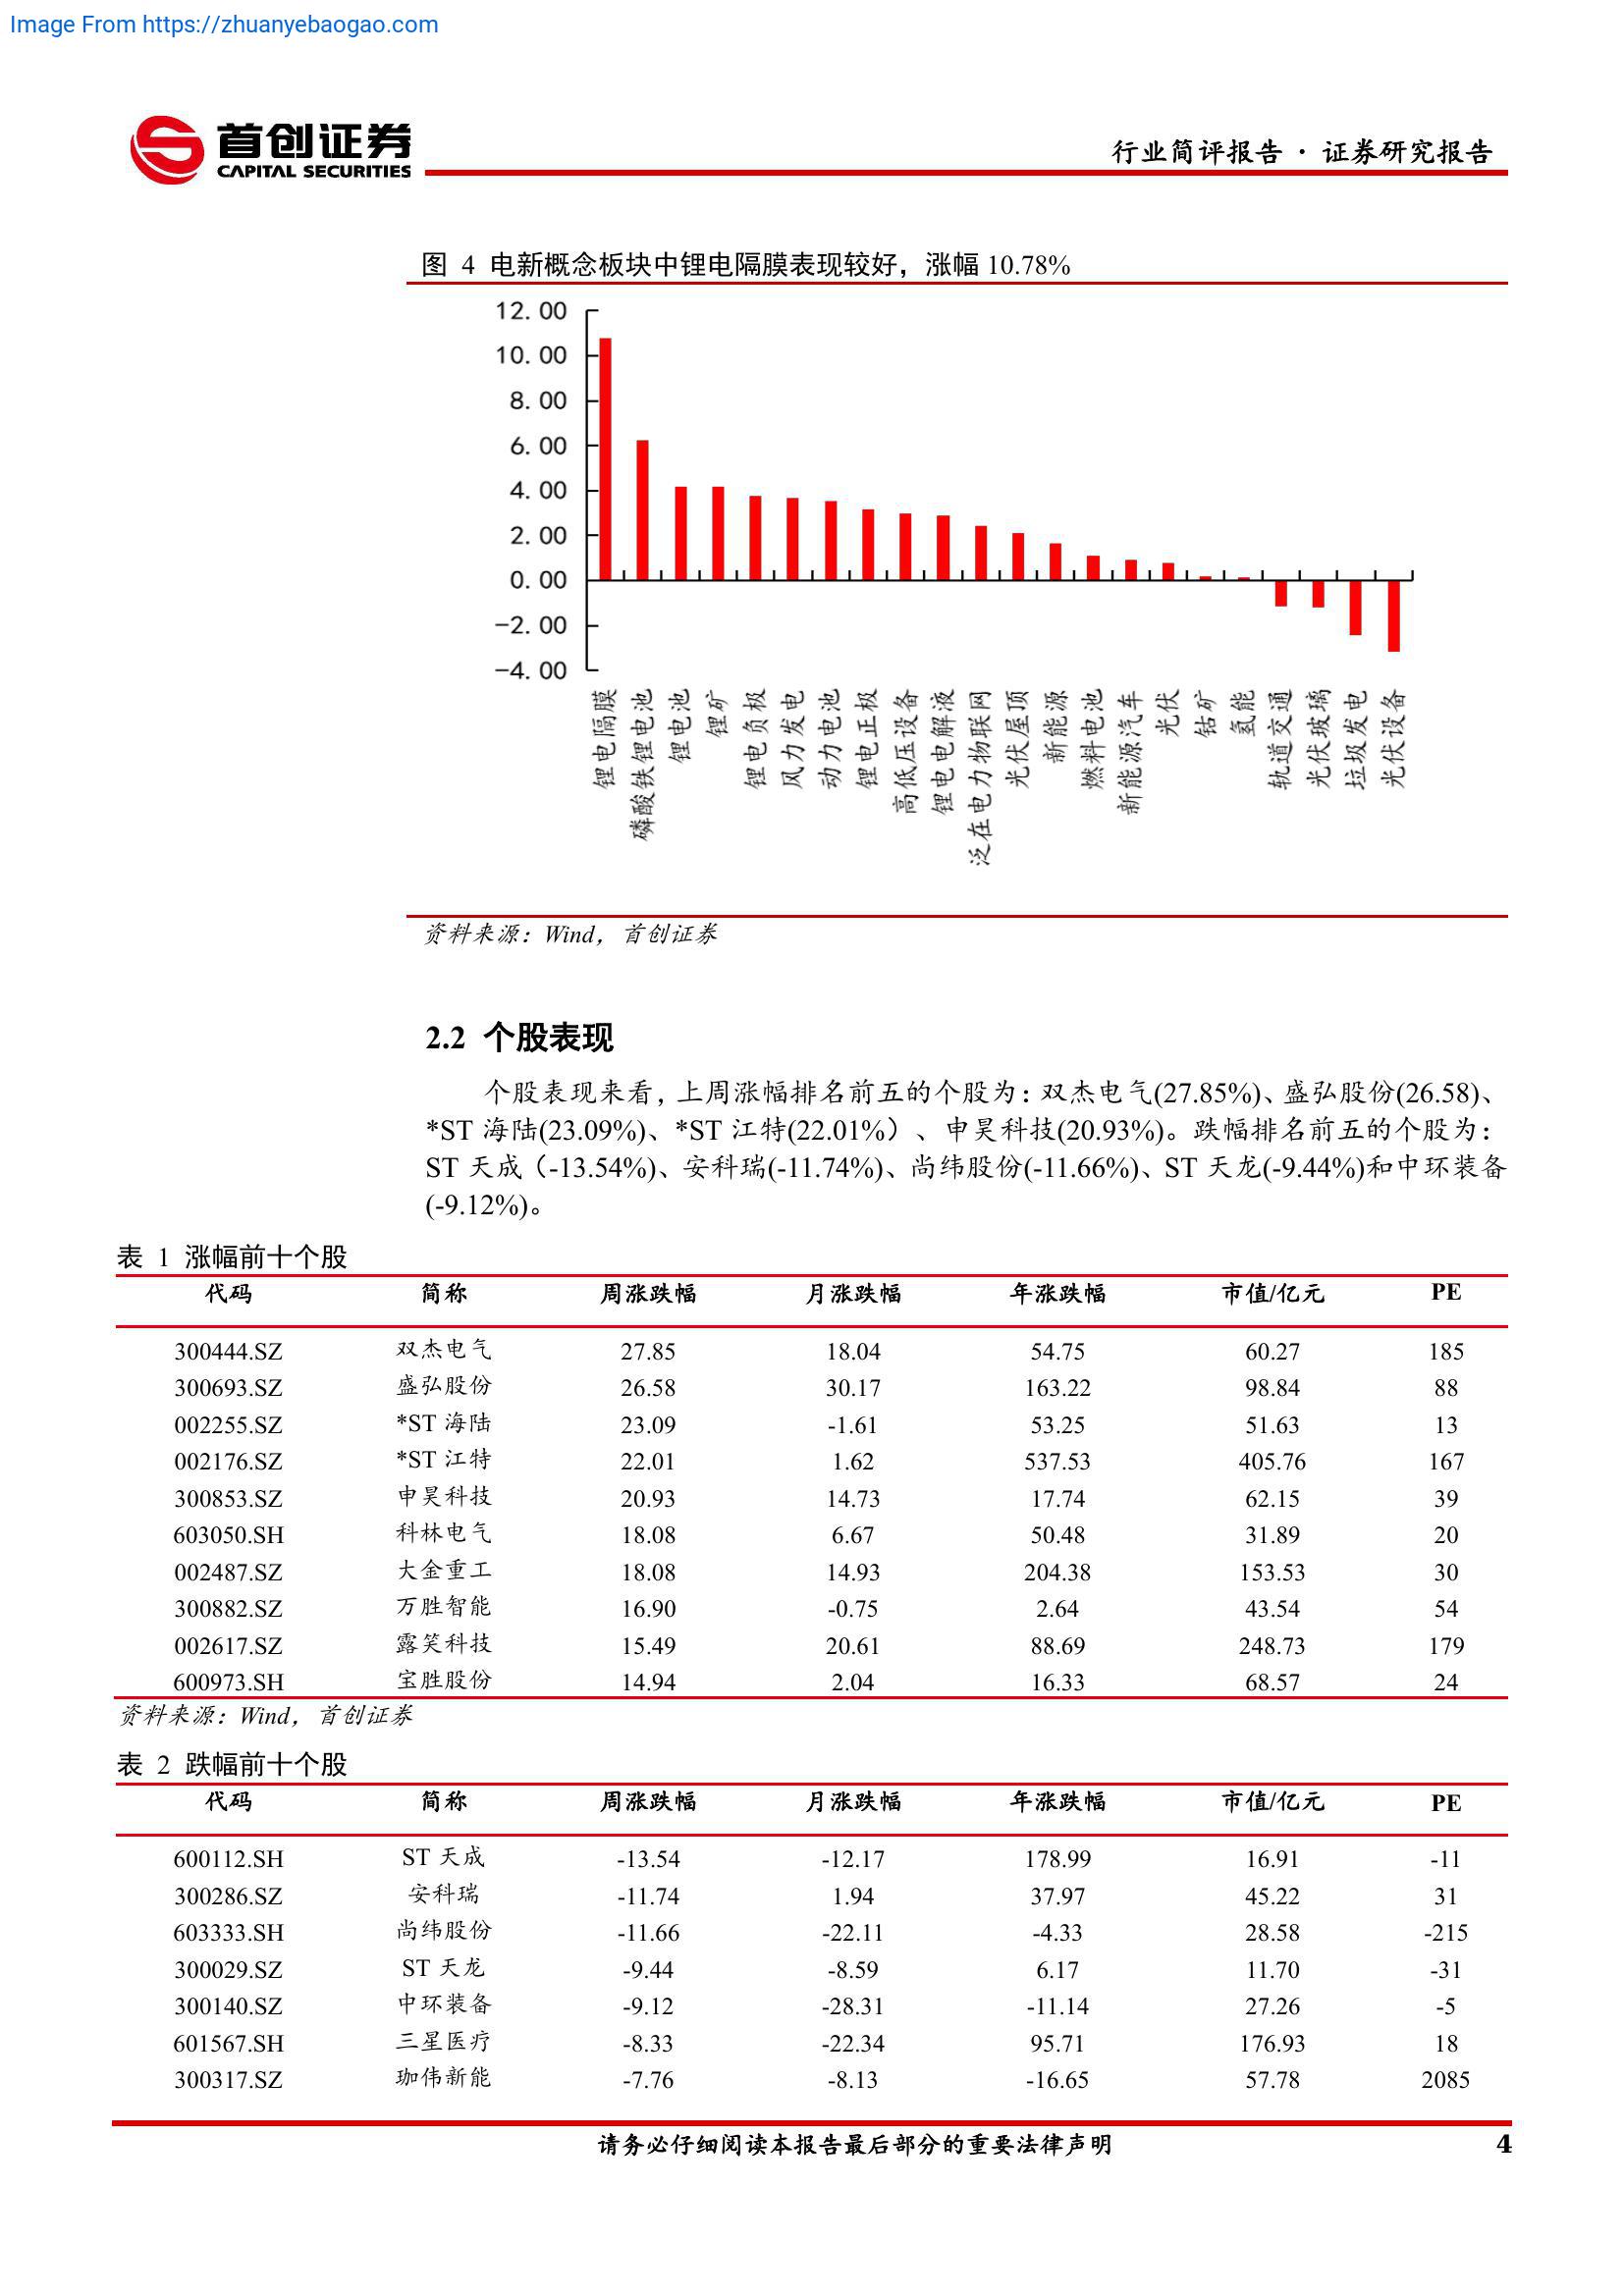 Image From https://zhuanyebaogao.com
首创证券
CAPITAL SECURITIES
行业简评报告 · 证券研究报告
图 4 电新概念板块中锂电隔膜表现较好，涨幅 10.78%
12.00
10.00
8.00
6.00
4.00
2.00
0.00
-2.00
-4.00
锂电隔膜
磷酸铁锂电池
锂电池
锂矿
锂电负极
风力发电
动力电池
锂电正极
高低压设备
锂电电解液
泛在电力物联网
光伏屋顶
新能源
燃料电池
新能源汽车
光伏
钴矿
氢能
轨道交通
光伏玻璃
垃圾发电
光伏设备
资料来源：Wind，首创证券
2.2 个股表现
个股表现来看，上周涨幅排名前五的个股为：双杰电气(27.85%)、盛弘股份(26.58)、
*ST 海陆(23.09%)、*ST 江特(22.01%）、申昊科技(20.93%)。跌幅排名前五的个股为：
ST 天成（-13.54%)、安科瑞(-11.74%)、尚纬股份(-11.66%)、ST 天龙(-9.44%)和中环装备
(-9.12%)。
表 1 涨幅前十个股
代码 简称 周涨跌幅 月涨跌幅 年涨跌幅 市值/亿元 PE
300444.SZ 双杰电气 27.85 18.04 54.75 60.27 185
300693.SZ 盛弘股份 26.58 30.17 163.22 98.84 88
002255.SZ *ST 海陆 23.09 -1.61 53.25 51.63 13
002176.SZ *ST 江特 22.01 1.62 537.53 405.76 167
300853.SZ 申昊科技 20.93 14.73 17.74 62.15 39
603050.SH 科林电气 18.08 6.67 50.48 31.89 20
002487.SZ 大金重工 18.08 14.93 204.38 153.53 30
300882.SZ 万胜智能 16.90 -0.75 2.64 43.54 54
002617.SZ 露笑科技 15.49 20.61 88.69 248.73 179
600973.SH 宝胜股份 14.94 2.04 16.33 68.57 24
资料来源：Wind，首创证券
表 2 跌幅前十个股
代码 简称 周涨跌幅 月涨跌幅 年涨跌幅 市值/亿元 PE
600112.SH ST 天成 -13.54 -12.17 178.99 16.91 -11
300286.SZ 安科瑞 -11.74 1.94 37.97 45.22 31
603333.SH 尚纬股份 -11.66 -22.11 -4.33 28.58 -215
300029.SZ ST 天龙 -9.44 -8.59 6.17 11.70 -31
300140.SZ 中环装备 -9.12 -28.31 -11.14 27.26 -5
601567.SH 三星医疗 -8.33 -22.34 95.71 176.93 18
300317.SZ 珈伟新能 -7.76 -8.13 -16.65 57.78 2085
请务必仔细阅读本报告最后部分的重要法律声明 4